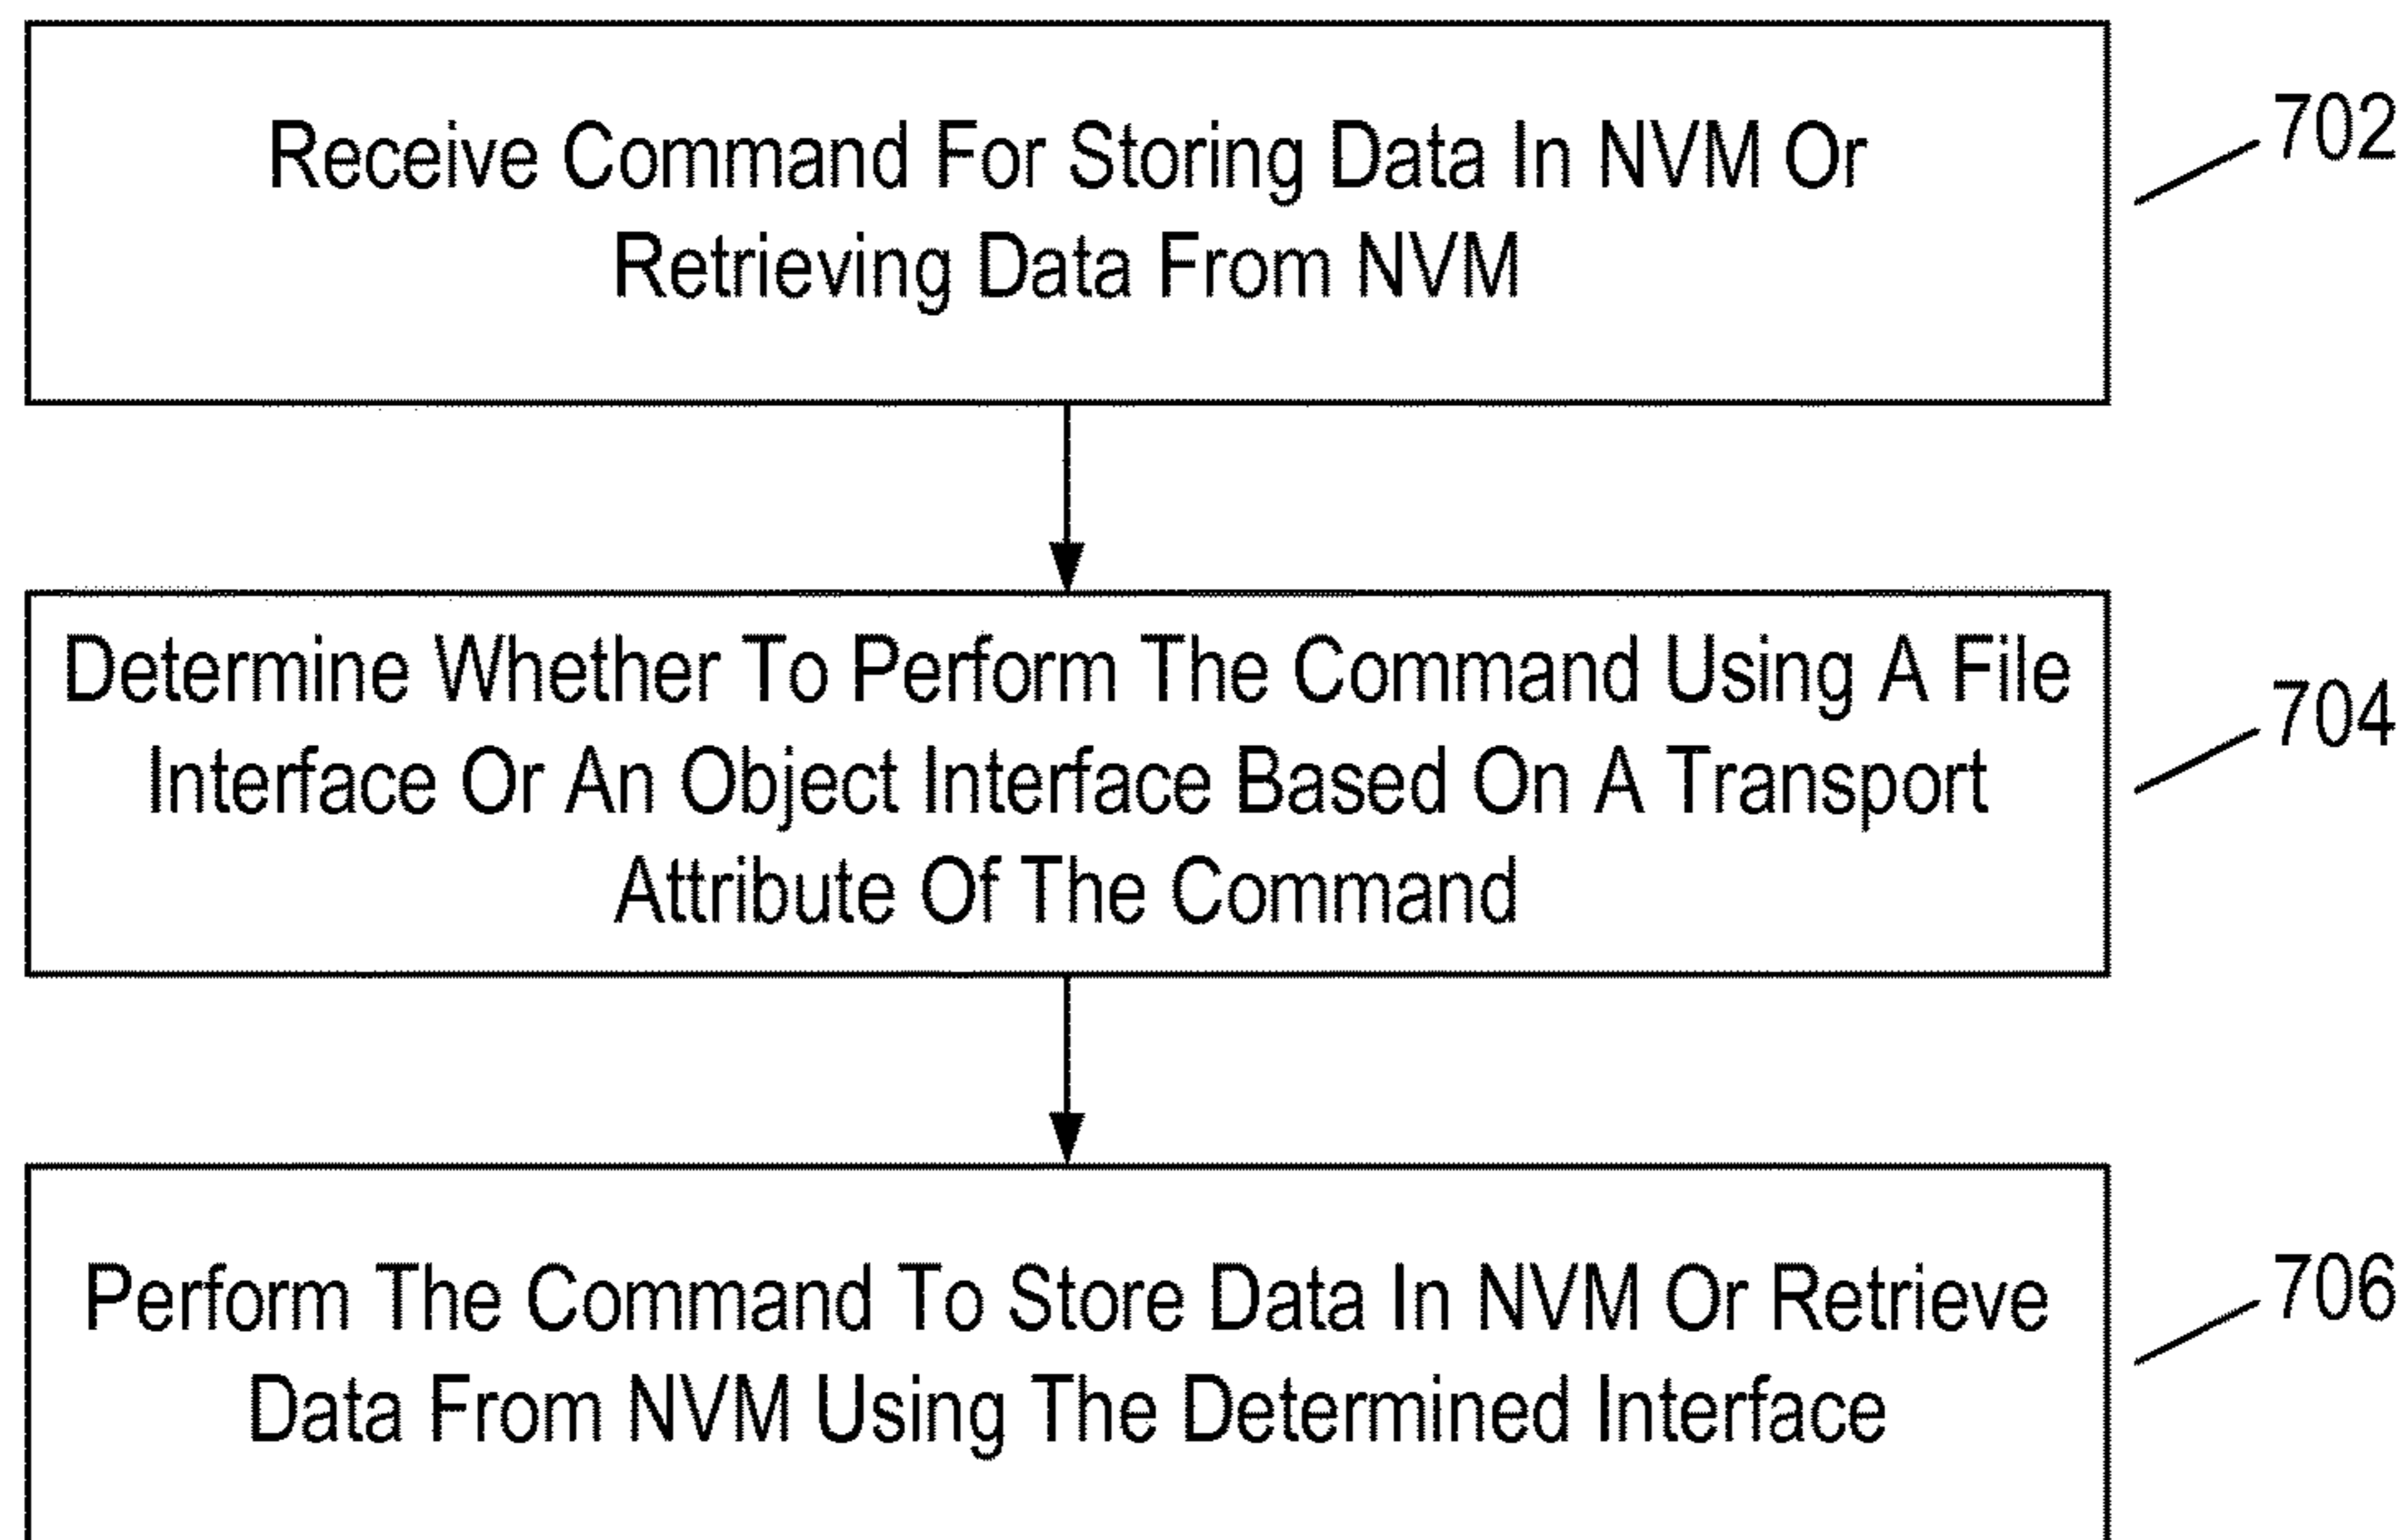 Receive Command For Storing Data In NVM Or
Retrieving Data From NVM
702
Determine Whether To Perform The Command Using A File
Interface Or An Object Interface Based On A Transport
Attribute Of The Command
704
Perform The Command To Store Data In NVM Or Retrieve
Data From NVM Using The Determined Interface
706